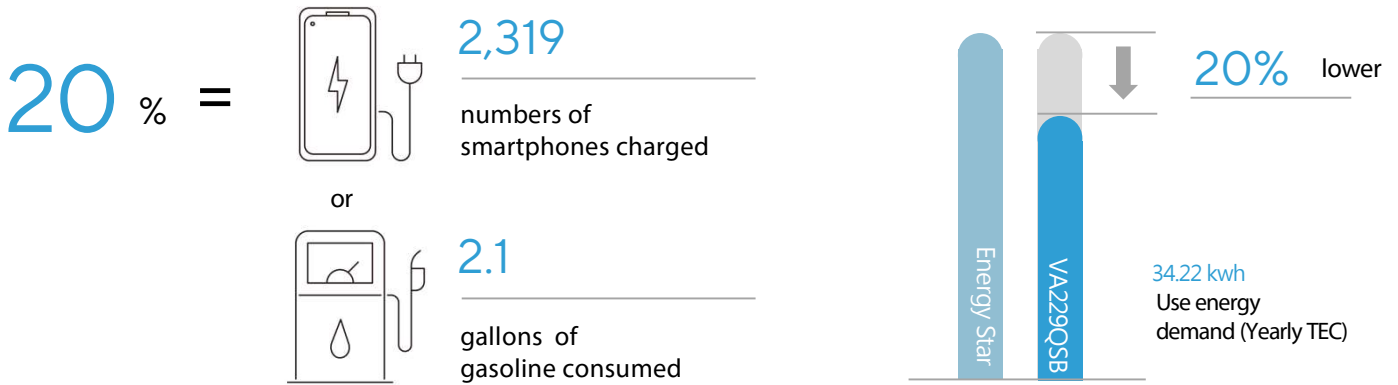 20 % =
2,319
numbers of
smartphones charged
or
2.1
gallons of
gasoline consumed
Energy Star
VA229QSB
20% lower
34.22 kwh
Use energy
demand (Yearly TEC)